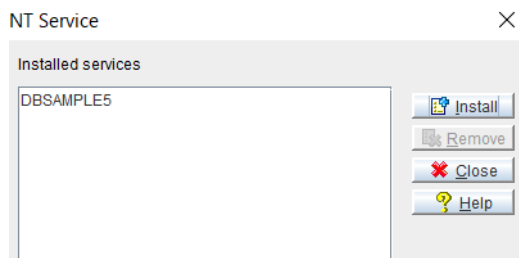 NT Service
Installed services
DBSAMPLE5
Install
Remove
Close
Help